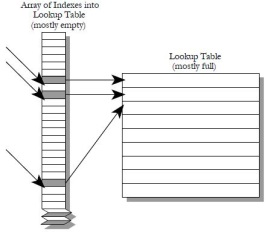 Array of Indexes into
Lookup Table
(mostly empty)
Lookup Table
(mostly full)